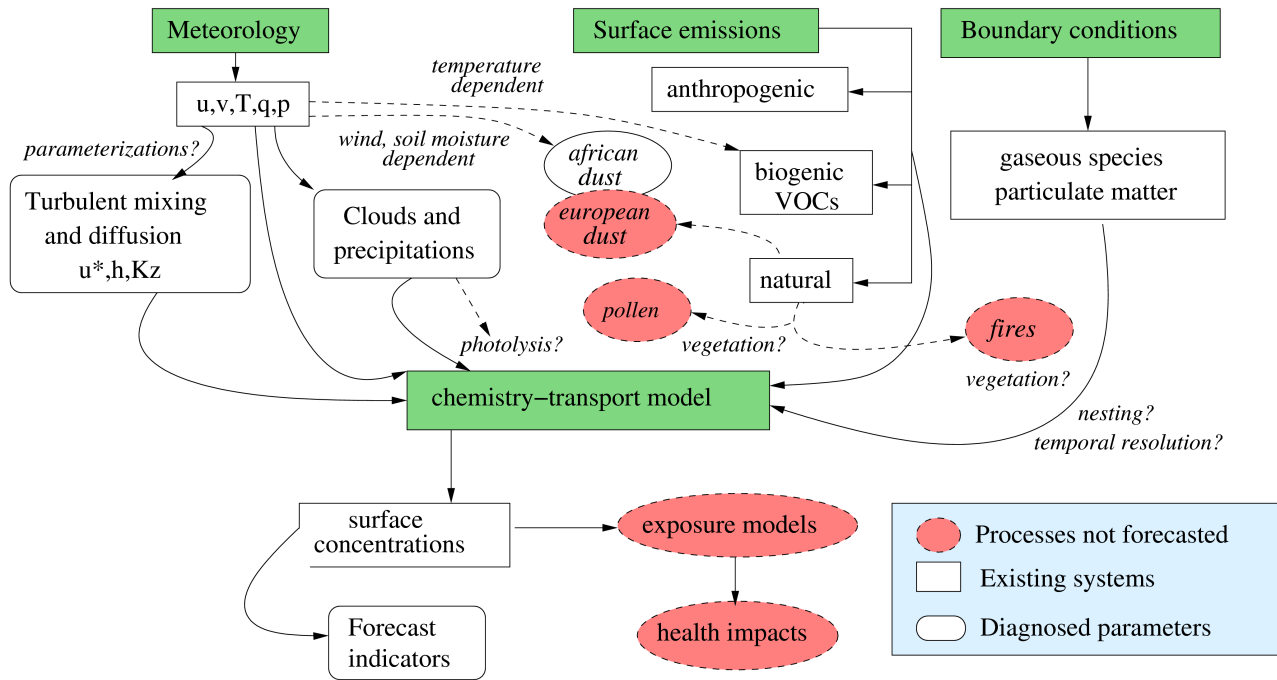 Meteorology
Surface emissions
Boundary conditions
temperature
dependent
anthropogenic
u,v,T,q,p
parameterizations?
wind, soil moisture
dependent
african
dust
biogenic
VOCs
gaseous species
particulate matter
Turbulent mixing
and diffusion
u*,h,Kz
Clouds and
precipitations
european
dust
natural
pollen
fires
photolysis?
vegetation?
vegetation?
chemistry−transport model
nesting?
temporal resolution?
surface
concentrations
exposure models
Forecast
indicators
health impacts
Processes not forecasted
Existing systems
Diagnosed parameters